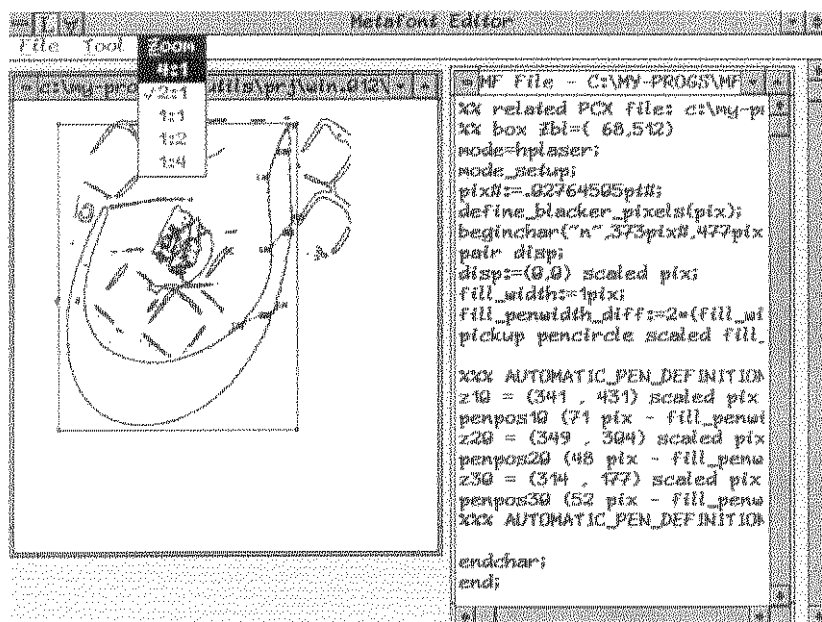 Metafont Editor
File Tool Zoom
4:1
√2:1
1:1
1:2
1:4
MF File - C:\MY-PROGS\MF
%% related PCX file: c:\my-pr
%% box Zbl=( 68,512)
mode=hplaser;
mode_setup;
pix#:=.02764505pt#;
define_blacker_pixels(pix);
beginchar("n",373pix#,477pix
pair disp;
disp:=(0,0) scaled pix;
fill_width:=1pix;
fill_penwidth_diff:=2*(fill_wi
pickup pencircle scaled fill_
%%% AUTOMATIC_PEN_DEFINITION
z10 = (341 , 431) scaled pix
penpos10 (71 pix - fill_penwi
z20 = (349 , 304) scaled pix
penpos20 (48 pix - fill_penw
z30 = (314 , 177) scaled pix
penpos30 (52 pix - fill_penw
%%% AUTOMATIC_PEN_DEFINITION
endchar;
end;